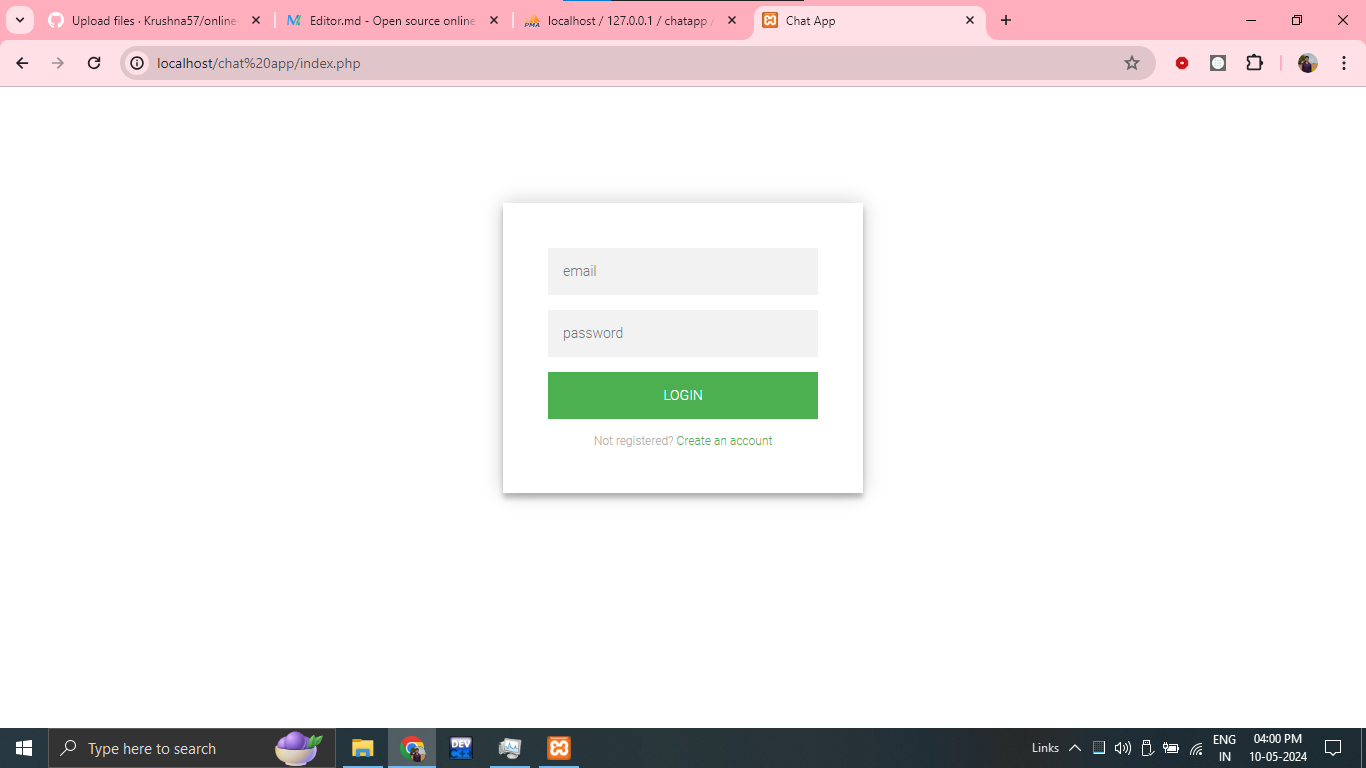 Upload files · Krushna57/online
Editor.md - Open source online
PMA
localhost / 127.0.0.1 / chatapp /
Chat App
localhost/chat%20app/index.php
email
password
LOGIN
Not registered? Create an account
Type here to search
DEV
Links
ENG
IN
04:00 PM
10-05-2024